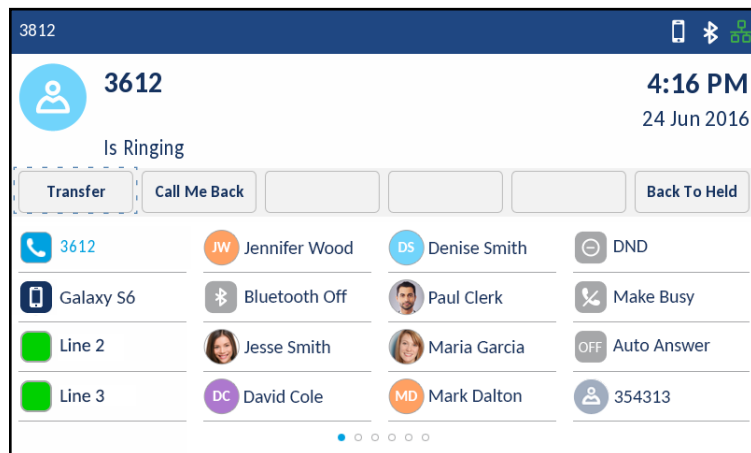 3812
3612
4:16 PM
24 Jun 2016
Is Ringing
Transfer
Call Me Back
Back To Held
3612
JW Jennifer Wood
DS Denise Smith
DND
Galaxy S6
Bluetooth Off
Paul Clerk
Make Busy
Line 2
Jesse Smith
Maria Garcia
OFF Auto Answer
Line 3
DC David Cole
MD Mark Dalton
354313